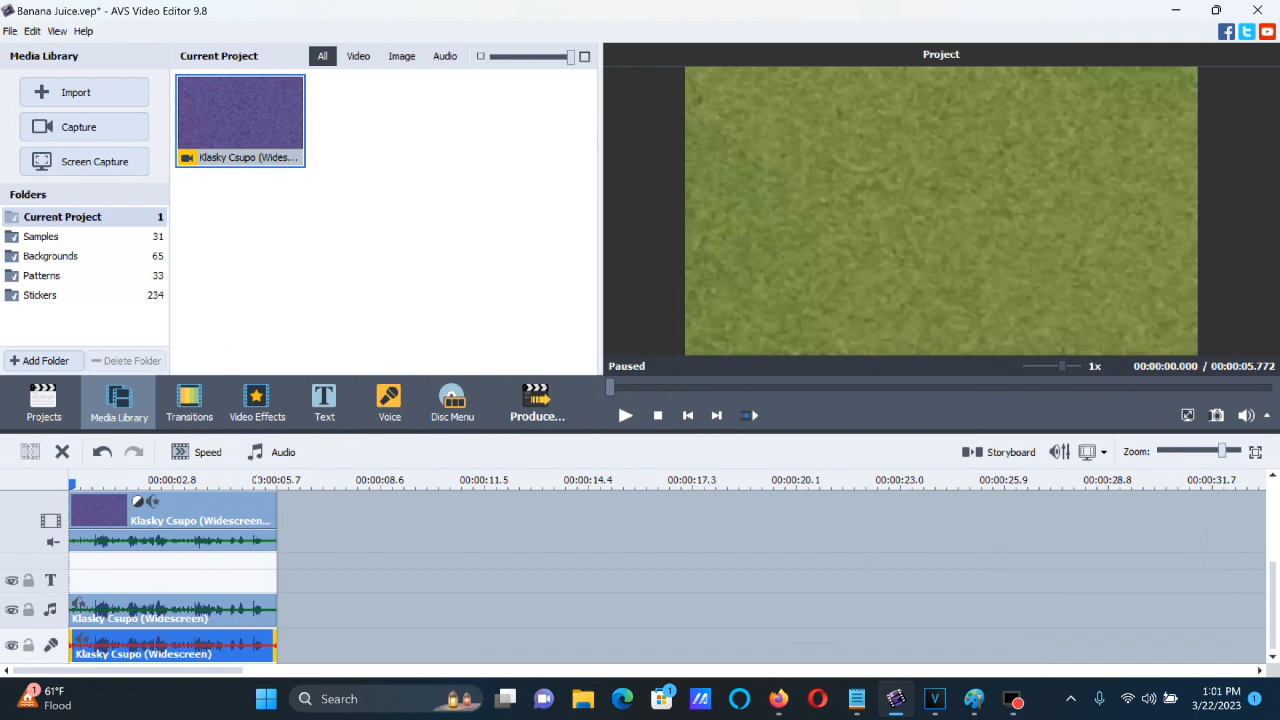 Banana Juice.vep* - AVS Video Editor 9.8
File Edit View Help
Media Library
Import
Capture
Screen Capture
Folders
Current Project 1
Samples 31
Backgrounds 65
Patterns 33
Stickers 234
Add Folder Delete Folder
Current Project All Video Image Audio
Klasky Csupo (Wides...
Project
Paused 1x 00:00:00.000 / 00:00:05.772
Projects Media Library Transitions Video Effects Text Voice Disc Menu Produce...
Speed Audio Storyboard Zoom:
00:00:02.8 00:00:05.7 00:00:08.6 00:00:11.5 00:00:14.4 00:00:17.3 00:00:20.1 00:00:23.0 00:00:25.9 00:00:28.8 00:00:31.7
Klasky Csupo (Widescreen...
T
Klasky Csupo (Widescreen)
Klasky Csupo (Widescreen)
1 61°F
Flood
Search
1
V
1:01 PM
3/22/2023